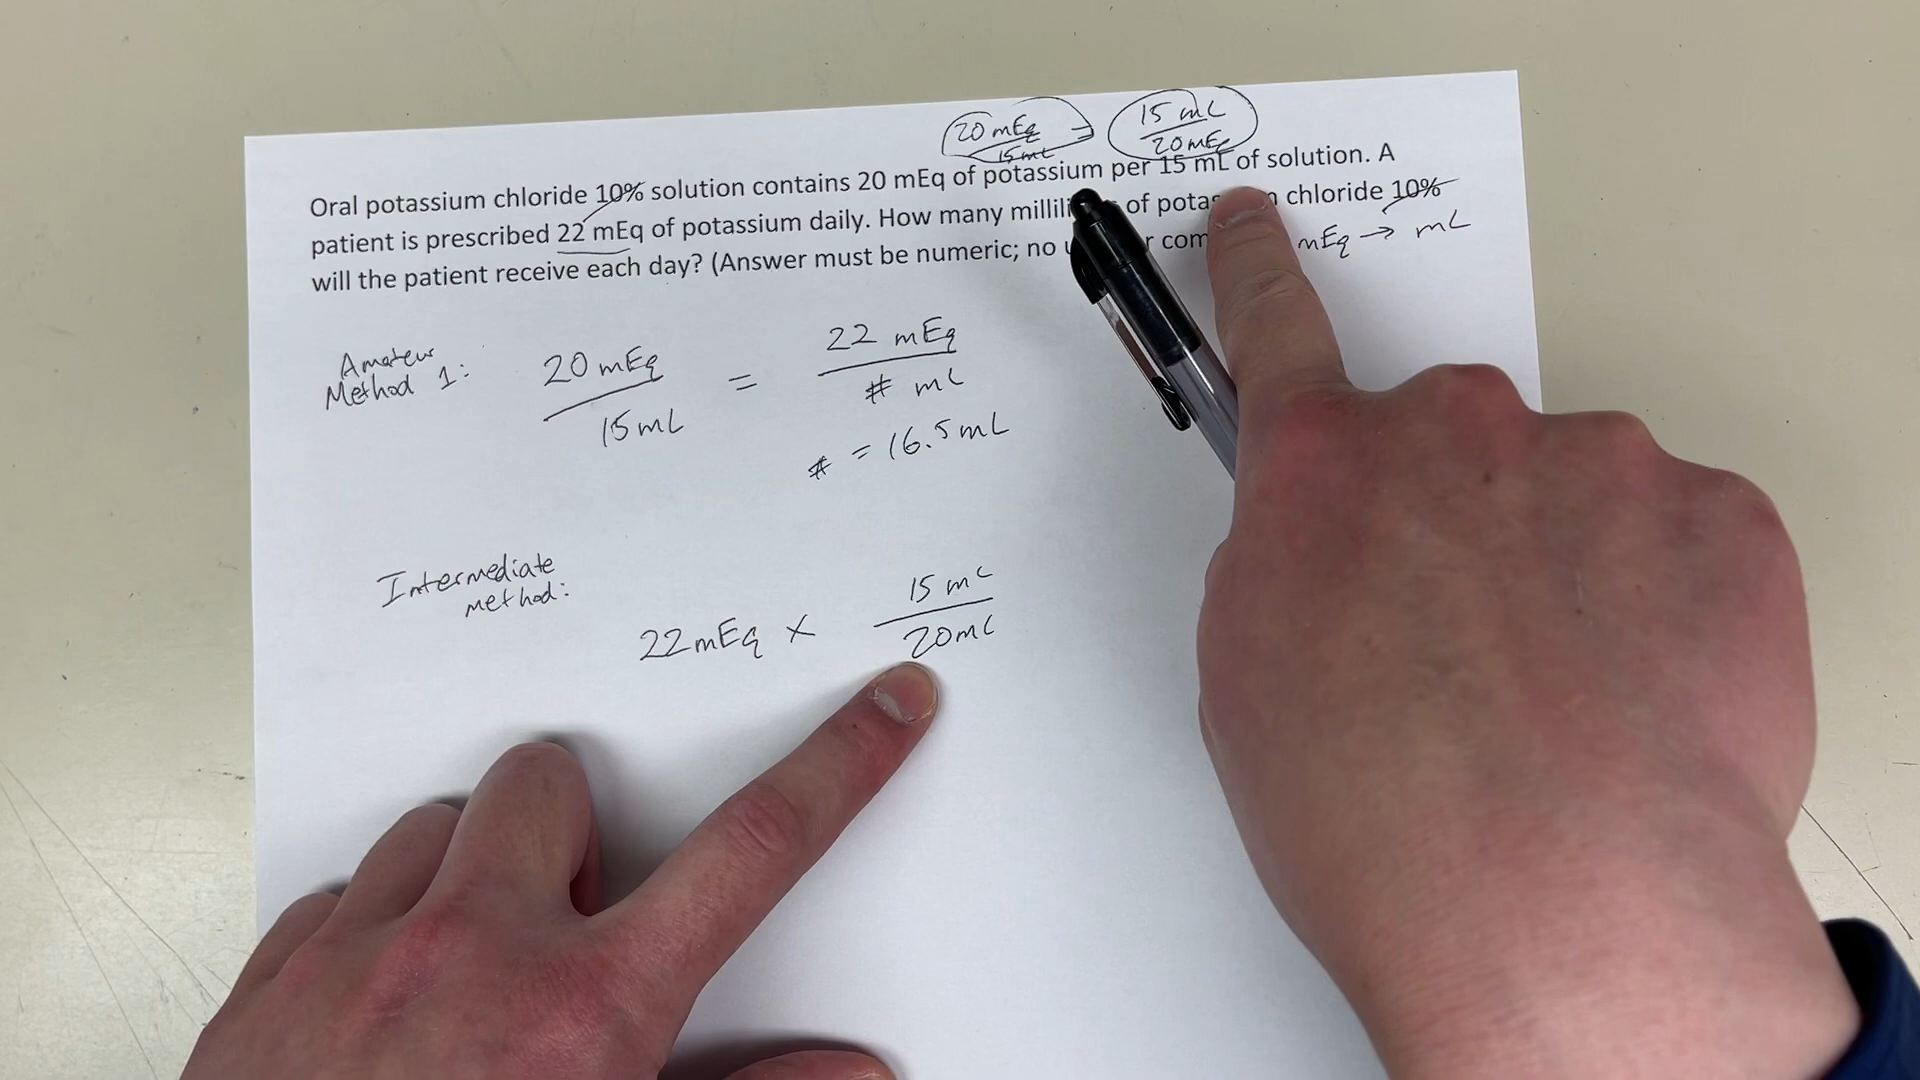 20 mEq = 15 mL
15 mL 20 mEq
Oral potassium chloride 10% solution contains 20 mEq of potassium per 15 mL of solution. A
patient is prescribed 22 mEq of potassium daily. How many of chloride 10%
will the patient receive each day? (Answer must be numeric; no mEq → mL
Amateur
Method 1:
20 mEq = 22 mEq
15 mL # mL
# = 16.5 mL
Intermediate
method:
22 mEq × 15 mL
20 mL